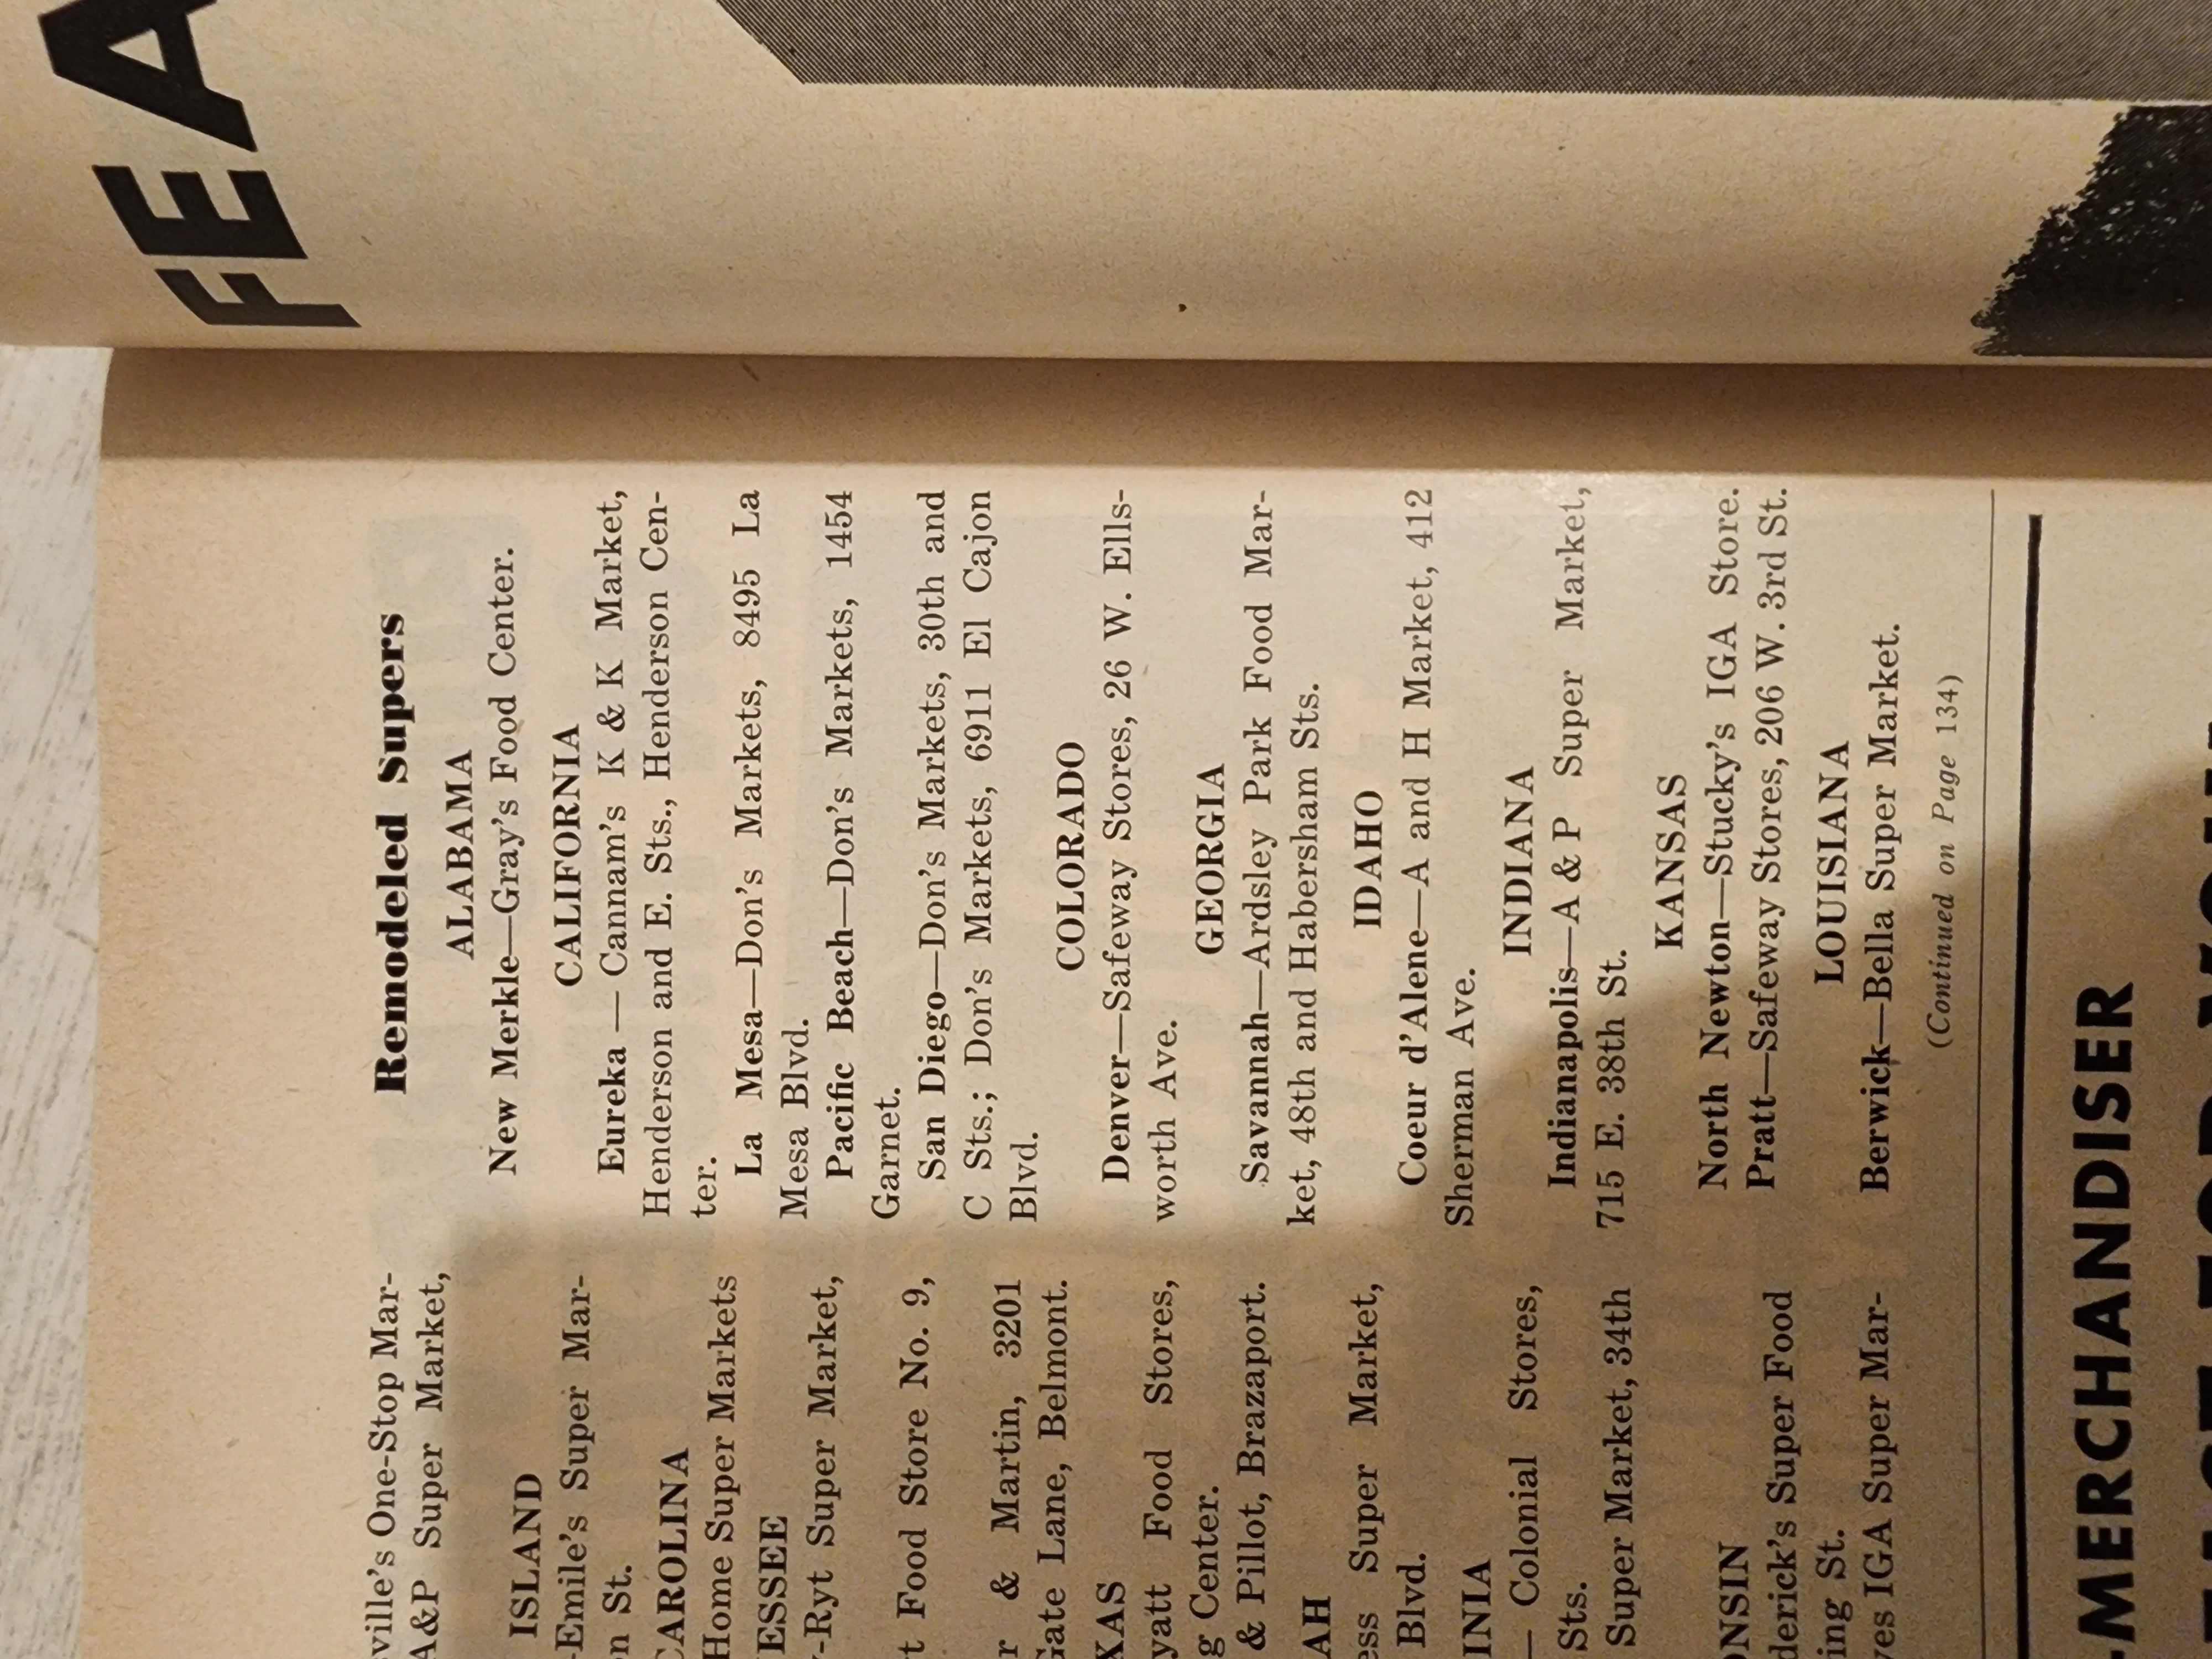 ville's One-Stop Mar-
A&P Super Market,
ISLAND
Emile's Super Mar-
n St.
CAROLINA
Home Super Markets
ESSEE
-Ryt Super Market,
t Food Store No. 9,
r & Martin, 3201
Gate Lane, Belmont.
XAS
yatt Food Stores,
g Center.
& Pillot, Brazaport.
AH
ess Super Market,
Blvd.
INIA
— Colonial Stores,
Sts.
Super Market, 34th
ONSIN
derick's Super Food
ing St.
ves IGA Super Mar-
Remodeled Supers
ALABAMA
New Merkle—Gray's Food Center.
CALIFORNIA
Eureka — Cannam's K & K Market,
Henderson and E. Sts., Henderson Cen-
ter.
La Mesa—Don's Markets, 8495 La
Mesa Blvd.
Pacific Beach—Don's Markets, 1454
Garnet.
San Diego—Don's Markets, 30th and
C Sts.; Don's Markets, 6911 El Cajon
Blvd.
COLORADO
Denver—Safeway Stores, 26 W. Ells-
worth Ave.
GEORGIA
Savannah—Ardsley Park Food Mar-
ket, 48th and Habersham Sts.
IDAHO
Coeur d'Alene—A and H Market, 412
Sherman Ave.
INDIANA
Indianapolis—A & P Super Market,
715 E. 38th St.
KANSAS
North Newton—Stucky's IGA Store.
Pratt—Safeway Stores, 206 W. 3rd St.
LOUISIANA
Berwick—Bella Super Market.
(Continued on Page 134)
-MERCHANDISER
FEA